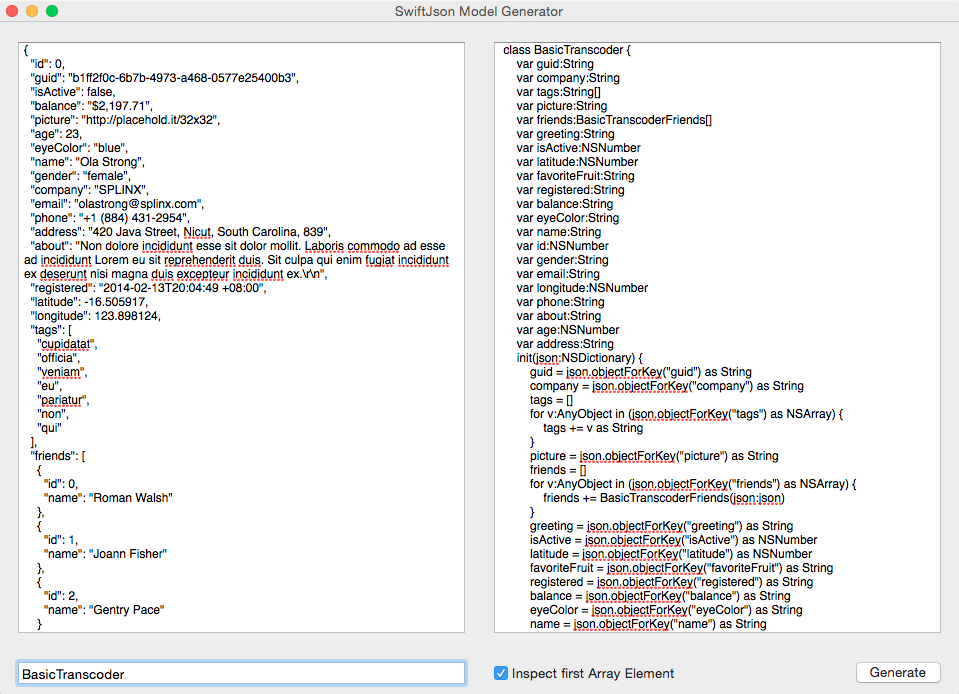 SwiftJson Model Generator
{
"id": 0,
"guid": "b1ff2f0c-6b7b-4973-a468-0577e25400b3",
"isActive": false,
"balance": "$2,197.71",
"picture": "http://placehold.it/32x32",
"age": 23,
"eyeColor": "blue",
"name": "Ola Strong",
"gender": "female",
"company": "SPLINX",
"email": "olastrong@splinx.com",
"phone": "+1 (884) 431-2954",
"address": "420 Java Street, Nicut, South Carolina, 839",
"about": "Non dolore incididunt esse sit dolor mollit. Laboris commodo ad esse
ad incididunt Lorem eu sit reprehenderit duis. Sit culpa qui enim fugiat incididunt
ex deserunt nisi magna duis excepteur incididunt ex.\r\n",
"registered": "2014-02-13T20:04:49 +08:00",
"latitude": -16.505917,
"longitude": 123.898124,
"tags": [
"cupidatat",
"officia",
"veniam",
"eu",
"pariatur",
"non",
"qui"
],
"friends": [
{
"id": 0,
"name": "Roman Walsh"
},
{
"id": 1,
"name": "Joann Fisher"
},
{
"id": 2,
"name": "Gentry Pace"
}
class BasicTranscoder {
var guid:String
var company:String
var tags:String[]
var picture:String
var friends:BasicTranscoderFriends[]
var greeting:String
var isActive:NSNumber
var latitude:NSNumber
var favoriteFruit:String
var registered:String
var balance:String
var eyeColor:String
var name:String
var id:NSNumber
var gender:String
var email:String
var longitude:NSNumber
var phone:String
var about:String
var age:NSNumber
var address:String
init(json:NSDictionary) {
guid = json.objectForKey("guid") as String
company = json.objectForKey("company") as String
tags = []
for v:AnyObject in (json.objectForKey("tags") as NSArray) {
tags += v as String
}
picture = json.objectForKey("picture") as String
friends = []
for v:AnyObject in (json.objectForKey("friends") as NSArray) {
friends += BasicTranscoderFriends(json:json)
}
greeting = json.objectForKey("greeting") as String
isActive = json.objectForKey("isActive") as NSNumber
latitude = json.objectForKey("latitude") as NSNumber
favoriteFruit = json.objectForKey("favoriteFruit") as String
registered = json.objectForKey("registered") as String
balance = json.objectForKey("balance") as String
eyeColor = json.objectForKey("eyeColor") as String
name = json.objectForKey("name") as String
BasicTranscoder
Inspect first Array Element
Generate